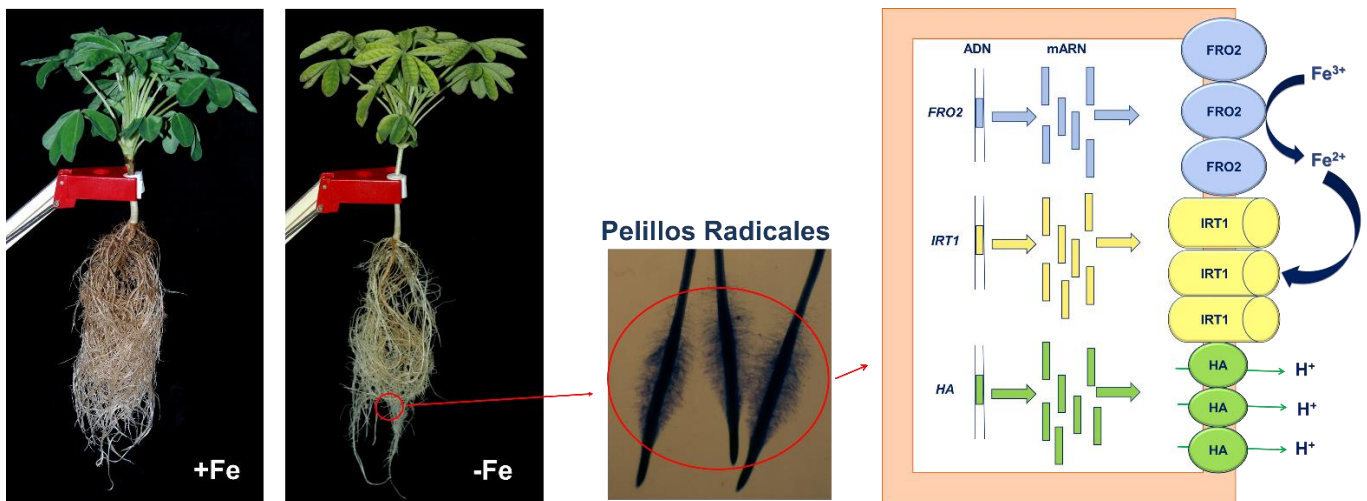 +Fe
-Fe
Pelillos Radicales
ADN
mARN
FRO2
FRO2
FRO2
FRO2
Fe³⁺
Fe²⁺
IRT1
IRT1
IRT1
IRT1
HA
HA
HA
HA
H⁺
H⁺
H⁺